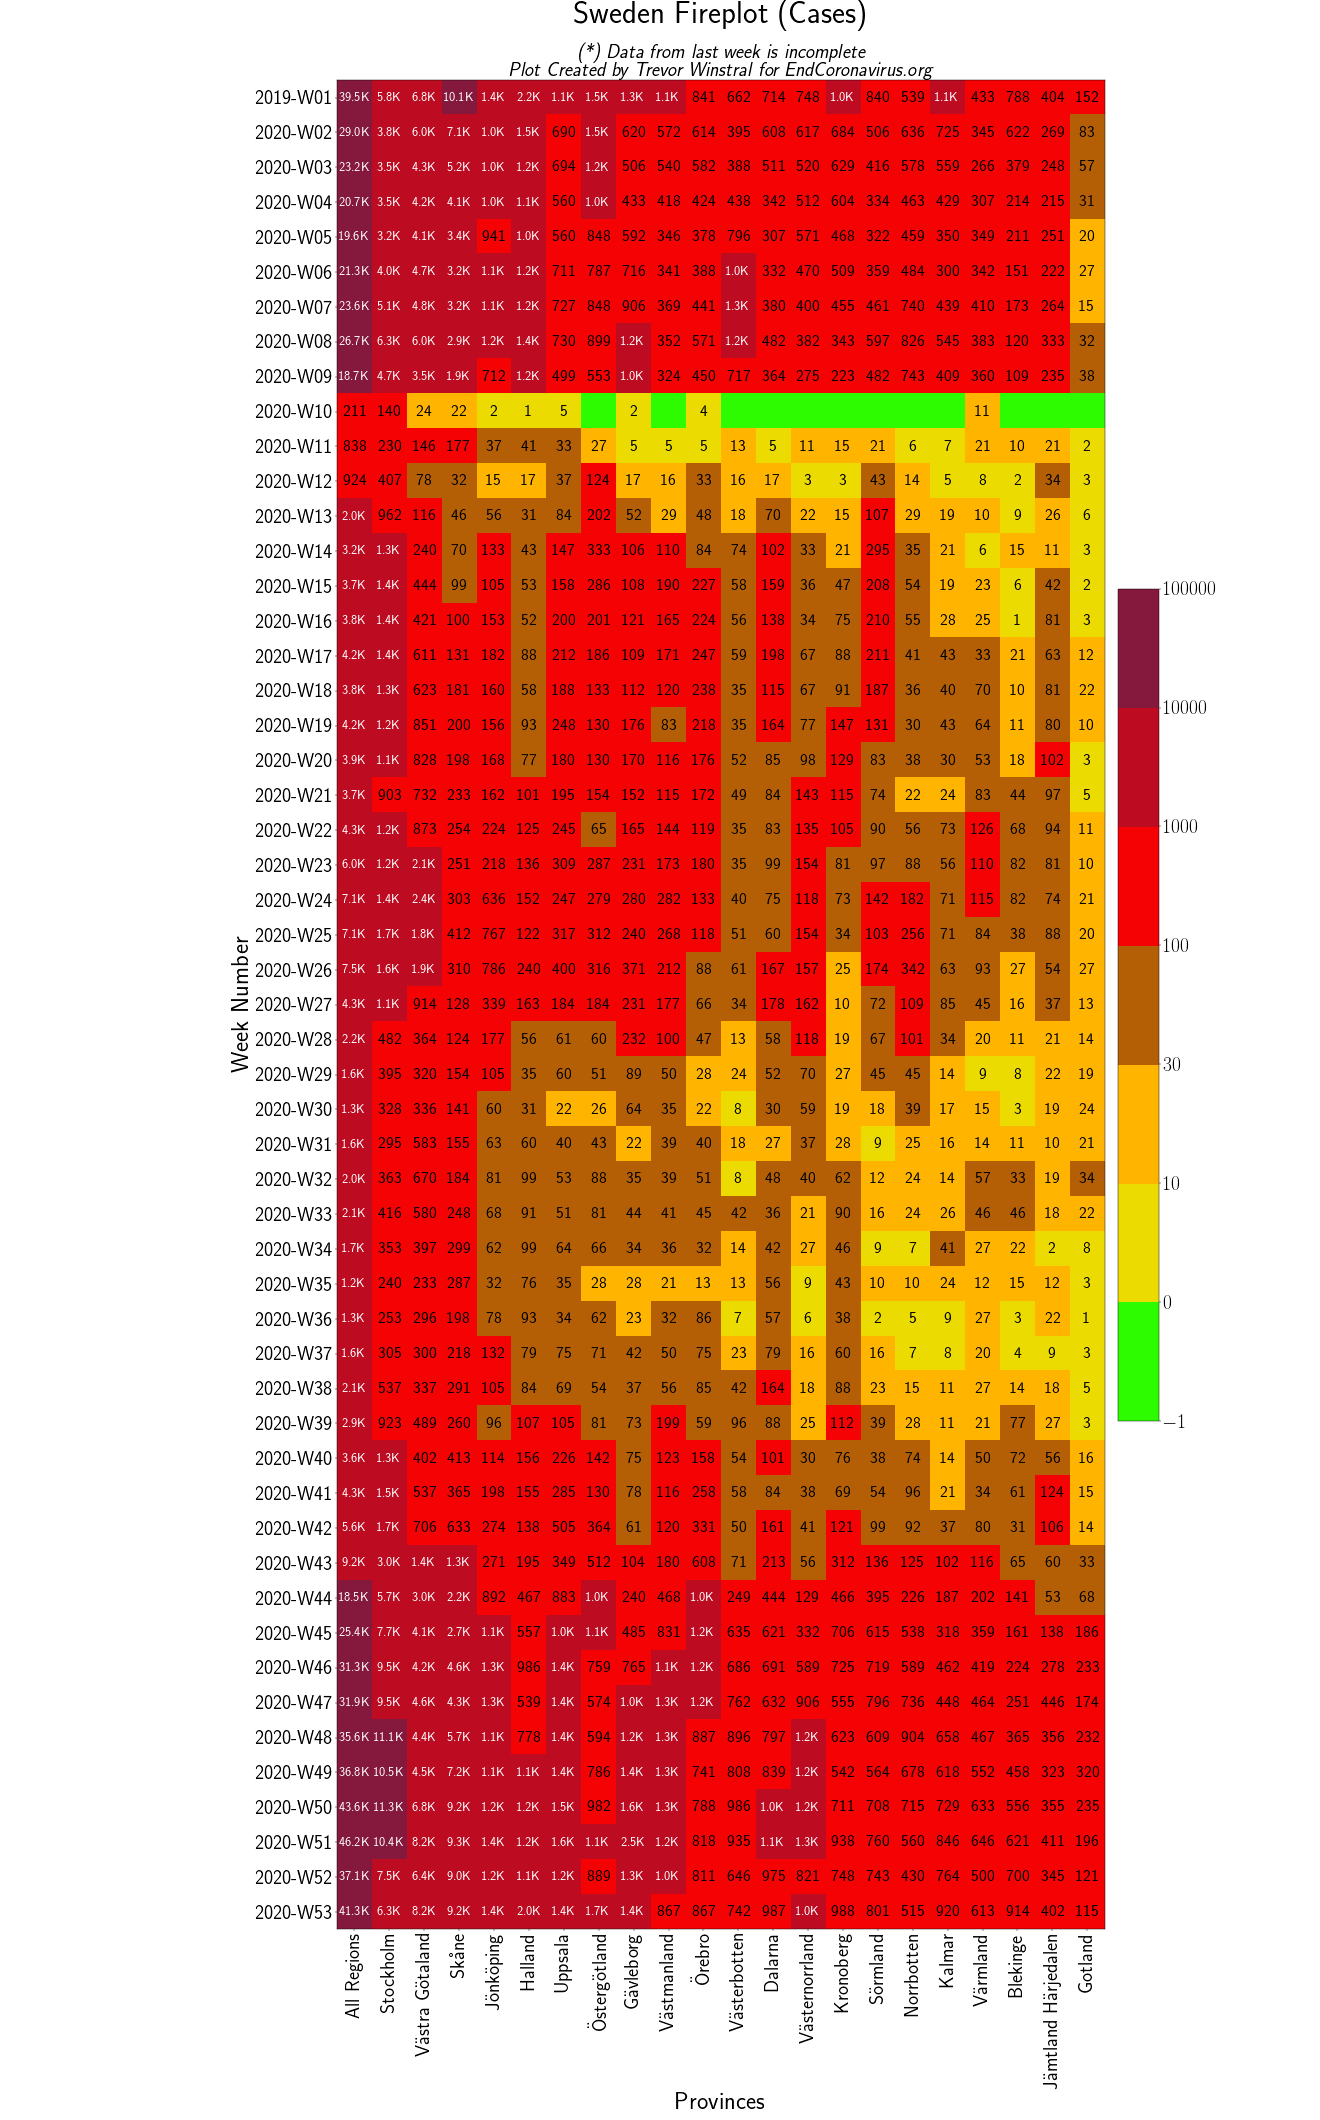 Sweden Fireplot (Cases)
(*) Data from last week is incomplete
Plot Created by Trevor Winstral for EndCoronavirus.org
2019-W01 39.5K 5.8K 6.8K 10.1K 1.4K 2.2K 1.1K 1.5K 1.3K 1.1K 841 662 714 748 1.0K 840 539 1.1K 433 788 404 152
2020-W02 29.0K 3.8K 6.0K 7.1K 1.0K 1.5K 690 1.5K 620 572 614 395 608 617 684 506 636 725 345 622 269 83
2020-W03 23.2K 3.5K 4.3K 5.2K 1.0K 1.2K 694 1.2K 506 540 582 388 511 520 629 416 578 559 266 379 248 57
2020-W04 20.7K 3.5K 4.2K 4.1K 1.0K 1.1K 560 1.0K 433 418 424 438 342 512 604 334 463 429 307 214 215 31
2020-W05 19.6K 3.2K 4.1K 3.4K 941 1.0K 560 848 592 346 378 796 307 571 468 322 459 350 349 211 251 20
2020-W06 21.3K 4.0K 4.7K 3.2K 1.1K 1.2K 711 787 716 341 388 1.0K 332 470 509 359 484 300 342 151 222 27
2020-W07 23.6K 5.1K 4.8K 3.2K 1.1K 1.2K 727 848 906 369 441 1.3K 380 400 455 461 740 439 410 173 264 15
2020-W08 26.7K 6.3K 6.0K 2.9K 1.2K 1.4K 730 899 1.2K 352 571 1.2K 482 382 343 597 826 545 383 120 333 32
2020-W09 18.7K 4.7K 3.5K 1.9K 712 1.2K 499 553 1.0K 324 450 717 364 275 223 482 743 409 360 109 235 38
2020-W10 211 140 24 22 2 1 5 2 4 11
2020-W11 838 230 146 177 37 41 33 27 5 5 5 13 5 11 15 21 6 7 21 10 21 2
2020-W12 924 407 78 32 15 17 37 124 17 16 33 16 17 3 3 43 14 5 8 2 34 3
2020-W13 2.0K 962 116 46 56 31 84 202 52 29 48 18 70 22 15 107 29 19 10 9 26 6
2020-W14 3.2K 1.3K 240 70 133 43 147 333 106 110 84 74 102 33 21 295 35 21 6 15 11 3
2020-W15 3.7K 1.4K 444 99 105 53 158 286 108 190 227 58 159 36 47 208 54 19 23 6 42 2
2020-W16 3.8K 1.4K 421 100 153 52 200 201 121 165 224 56 138 34 75 210 55 28 25 1 81 3
2020-W17 4.2K 1.4K 611 131 182 88 212 186 109 171 247 59 198 67 88 211 41 43 33 21 63 12
2020-W18 3.8K 1.3K 623 181 160 58 188 133 112 120 238 35 115 67 91 187 36 40 70 10 81 22
2020-W19 4.2K 1.2K 851 200 156 93 248 130 176 83 218 35 164 77 147 131 30 43 64 11 80 10
2020-W20 3.9K 1.1K 828 198 168 77 180 130 170 116 176 52 85 98 129 83 38 30 53 18 102 3
2020-W21 3.7K 903 732 233 162 101 195 154 152 115 172 49 84 143 115 74 22 24 83 44 97 5
2020-W22 4.3K 1.2K 873 254 224 125 245 65 165 144 119 35 83 135 105 90 56 73 126 68 94 11
2020-W23 6.0K 1.2K 2.1K 251 218 136 309 287 231 173 180 35 99 154 81 97 88 56 110 82 81 10
2020-W24 7.1K 1.4K 2.4K 303 636 152 247 279 280 282 133 40 75 118 73 142 182 71 115 82 74 21
2020-W25 7.1K 1.7K 1.8K 412 767 122 317 312 240 268 118 51 60 154 34 103 256 71 84 38 88 20
2020-W26 7.5K 1.6K 1.9K 310 786 240 400 316 371 212 88 61 167 157 25 174 342 63 93 27 54 27
2020-W27 4.3K 1.1K 914 128 339 163 184 184 231 177 66 34 178 162 10 72 109 85 45 16 37 13
2020-W28 2.2K 482 364 124 177 56 61 60 232 100 47 13 58 118 19 67 101 34 20 11 21 14
2020-W29 1.6K 395 320 154 105 35 60 51 89 50 28 24 52 70 27 45 45 14 9 8 22 19
2020-W30 1.3K 328 336 141 60 31 22 26 64 35 22 8 30 59 19 18 39 17 15 3 19 24
2020-W31 1.6K 295 583 155 63 60 40 43 22 39 40 18 27 37 28 9 25 16 14 11 10 21
2020-W32 2.0K 363 670 184 81 99 53 88 35 39 51 8 48 40 62 12 24 14 57 33 19 34
2020-W33 2.1K 416 580 248 68 91 51 81 44 41 45 42 36 21 90 16 24 26 46 46 18 22
2020-W34 1.7K 353 397 299 62 99 64 66 34 36 32 14 42 27 46 9 7 41 27 22 2 8
2020-W35 1.2K 240 233 287 32 76 35 28 28 21 13 13 56 9 43 10 10 24 12 15 12 3
2020-W36 1.3K 253 296 198 78 93 34 62 23 32 86 7 57 6 38 2 5 9 27 3 22 1
2020-W37 1.6K 305 300 218 132 79 75 71 42 50 75 23 79 16 60 16 7 8 20 4 9 3
2020-W38 2.1K 537 337 291 105 84 69 54 37 56 85 42 164 18 88 23 15 11 27 14 18 5
2020-W39 2.9K 923 489 260 96 107 105 81 73 199 59 96 88 25 112 39 28 11 21 77 27 3
2020-W40 3.6K 1.3K 402 413 114 156 226 142 75 123 158 54 101 30 76 38 74 14 50 72 56 16
2020-W41 4.3K 1.5K 537 365 198 155 285 130 78 116 258 58 84 38 69 54 96 21 34 61 124 15
2020-W42 5.6K 1.7K 706 633 274 138 505 364 61 120 331 50 161 41 121 99 92 37 80 31 106 14
2020-W43 9.2K 3.0K 1.4K 1.3K 271 195 349 512 104 180 608 71 213 56 312 136 125 102 116 65 60 33
2020-W44 18.5K 5.7K 3.0K 2.2K 892 467 883 1.0K 240 468 1.0K 249 444 129 466 395 226 187 202 141 53 68
2020-W45 25.4K 7.7K 4.1K 2.7K 1.1K 557 1.0K 1.1K 485 831 1.2K 635 621 332 706 615 538 318 359 161 138 186
2020-W46 31.3K 9.5K 4.2K 4.6K 1.3K 986 1.4K 759 765 1.1K 1.2K 686 691 589 725 719 589 462 419 224 278 233
2020-W47 31.9K 9.5K 4.6K 4.3K 1.3K 539 1.4K 574 1.0K 1.3K 1.2K 762 632 906 555 796 736 448 464 251 446 174
2020-W48 35.6K 11.1K 4.4K 5.7K 1.1K 778 1.4K 594 1.2K 1.3K 887 896 797 1.2K 623 609 904 658 467 365 356 232
2020-W49 36.8K 10.5K 4.5K 7.2K 1.1K 1.1K 1.4K 786 1.4K 1.3K 741 808 839 1.2K 542 564 678 618 552 458 323 320
2020-W50 43.6K 11.3K 6.8K 9.2K 1.2K 1.2K 1.5K 982 1.6K 1.3K 788 986 1.0K 1.2K 711 708 715 729 633 556 355 235
2020-W51 46.2K 10.4K 8.2K 9.3K 1.4K 1.2K 1.6K 1.1K 2.5K 1.2K 818 935 1.1K 1.3K 938 760 560 846 646 621 411 196
2020-W52 37.1K 7.5K 6.4K 9.0K 1.2K 1.1K 1.2K 889 1.3K 1.0K 811 646 975 821 748 743 430 764 500 700 345 121
2020-W53 41.3K 6.3K 8.2K 9.2K 1.4K 2.0K 1.4K 1.7K 1.4K 867 867 742 987 1.0K 988 801 515 920 613 914 402 115
Week Number
All Regions
Stockholm
Västra Götaland
Skåne
Jönköping
Halland
Uppsala
Östergötland
Gävleborg
Västmanland
Örebro
Västerbotten
Dalarna
Västernorrland
Kronoberg
Sörmland
Norrbotten
Kalmar
Värmland
Blekinge
Jämtland Härjedalen
Gotland
Provinces
100000
10000
1000
100
30
10
0
−1